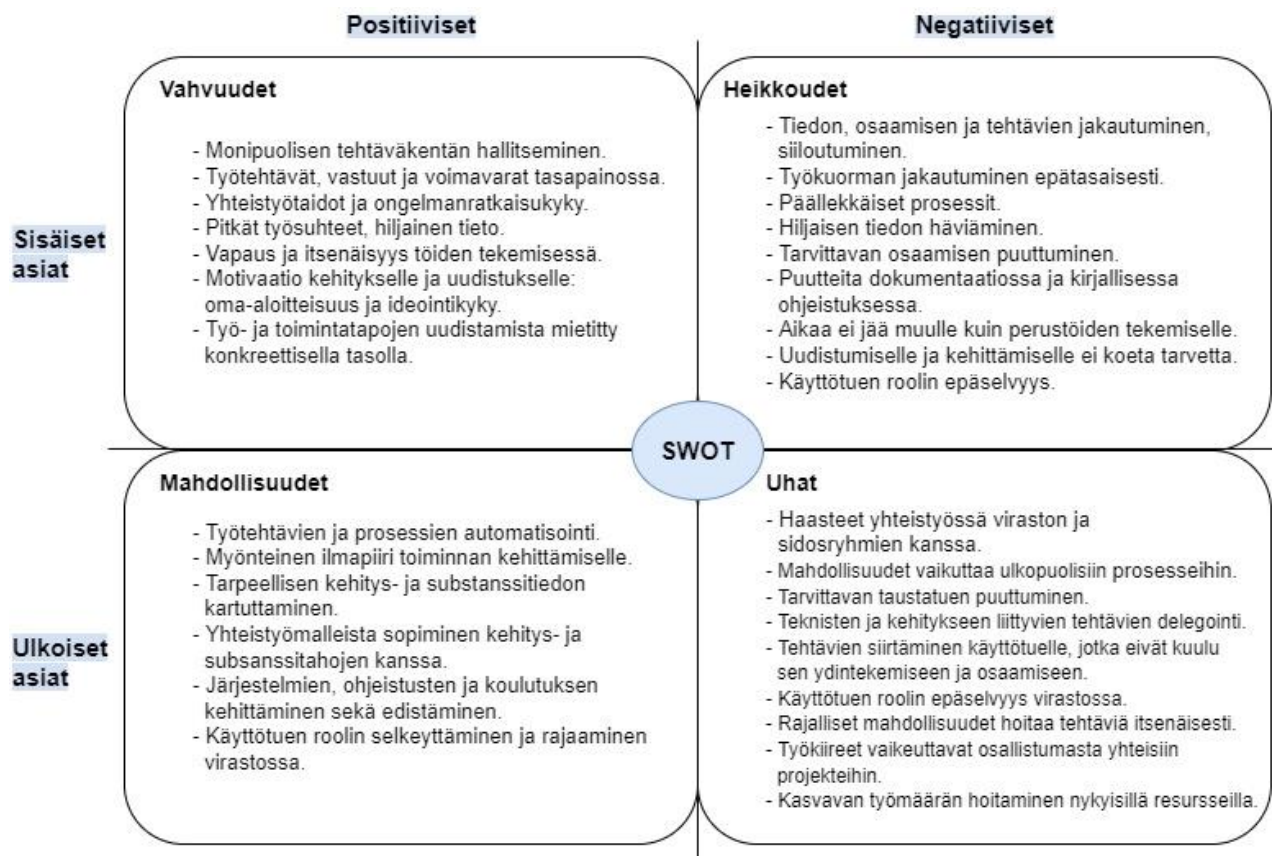 Positiiviset
Negatiiviset
Sisäiset
asiat
Vahvuudet
- Monipuolisen tehtäväkentän hallitseminen.
- Työtehtävät, vastuut ja voimavarat tasapainossa.
- Yhteistyötaidot ja ongelmanratkaisukyky.
- Pitkät työsuhteet, hiljainen tieto.
- Vapaus ja itsenäisyys töiden tekemisessä.
- Motivaatio kehitykselle ja uudistukselle:
oma-aloitteisuus ja ideointikyky.
- Työ- ja toimintatapojen uudistamista mietitty
konkreettisella tasolla.
Heikkoudet
- Tiedon, osaamisen ja tehtävien jakautuminen,
siiloutuminen.
- Työkuorman jakautuminen epätasaisesti.
- Päällekkäiset prosessit.
- Hiljaisen tiedon häviäminen.
- Tarvittavan osaamisen puuttuminen.
- Puutteita dokumentaatiossa ja kirjallisessa
ohjeistuksessa.
- Aikaa ei jää muulle kuin perustöiden tekemiselle.
- Uudistumiselle ja kehittämiselle ei koeta tarvetta.
- Käyttötuen roolin epäselvyys.
SWOT
Ulkoiset
asiat
Mahdollisuudet
- Työtehtävien ja prosessien automatisointi.
- Myönteinen ilmapiiri toiminnan kehittämiselle.
- Tarpeellisen kehitys- ja substanssitiedon
kartuttaminen.
- Yhteistyömalleista sopiminen kehitys- ja
subsanssitahojen kanssa.
- Järjestelmien, ohjeistusten ja koulutuksen
kehittäminen sekä edistäminen.
- Käyttötuen roolin selkeyttäminen ja rajaaminen
virastossa.
Uhat
- Haasteet yhteistyössä viraston ja
sidosryhmien kanssa.
- Mahdollisuudet vaikuttaa ulkopuolisiin prosesseihin.
- Tarvittavan taustatuen puuttuminen.
- Teknisten ja kehitykseen liittyvien tehtävien delegointi.
- Tehtävien siirtäminen käyttötuelle, jotka eivät kuulu
sen ydintekemiseen ja osaamiseen.
- Käyttötuen roolin epäselvyys virastossa.
- Rajalliset mahdollisuudet hoitaa tehtäviä itsenäisesti.
- Työkiireet vaikeuttavat osallistumasta yhteisiin
projekteihin.
- Kasvavan työmäärän hoitaminen nykyisillä resursseilla.